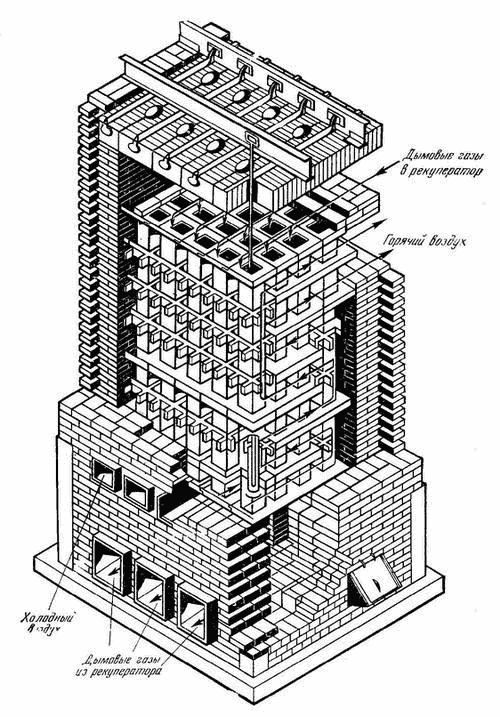 Дымовые газы
в рекуператор
Горячий воздух
Холодный
Дымовые газы
из рекуператора